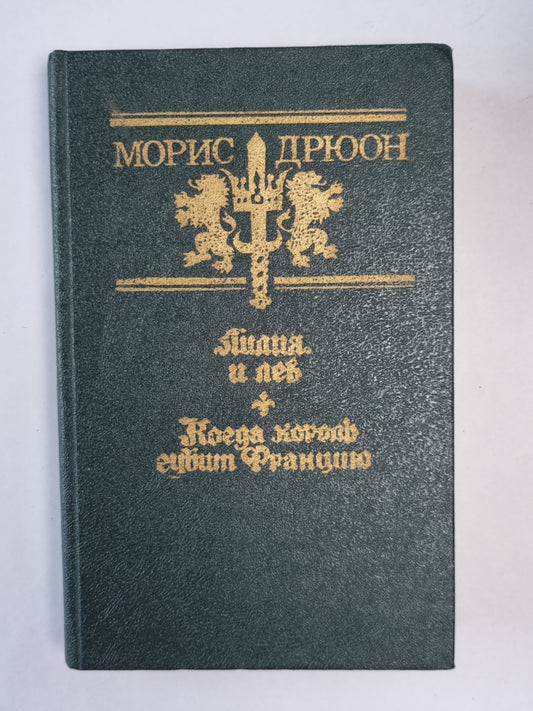 МОРИС ДРЮОН
Лилия
и лев
Когда король
губит Францию